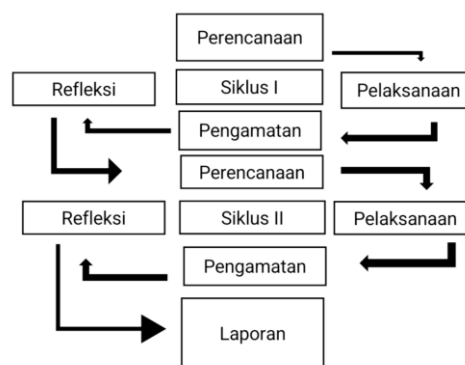 Perencanaan
Refleksi
Siklus I
Pelaksanaan
Pengamatan
Perencanaan
Refleksi
Siklus II
Pelaksanaan
Pengamatan
Laporan